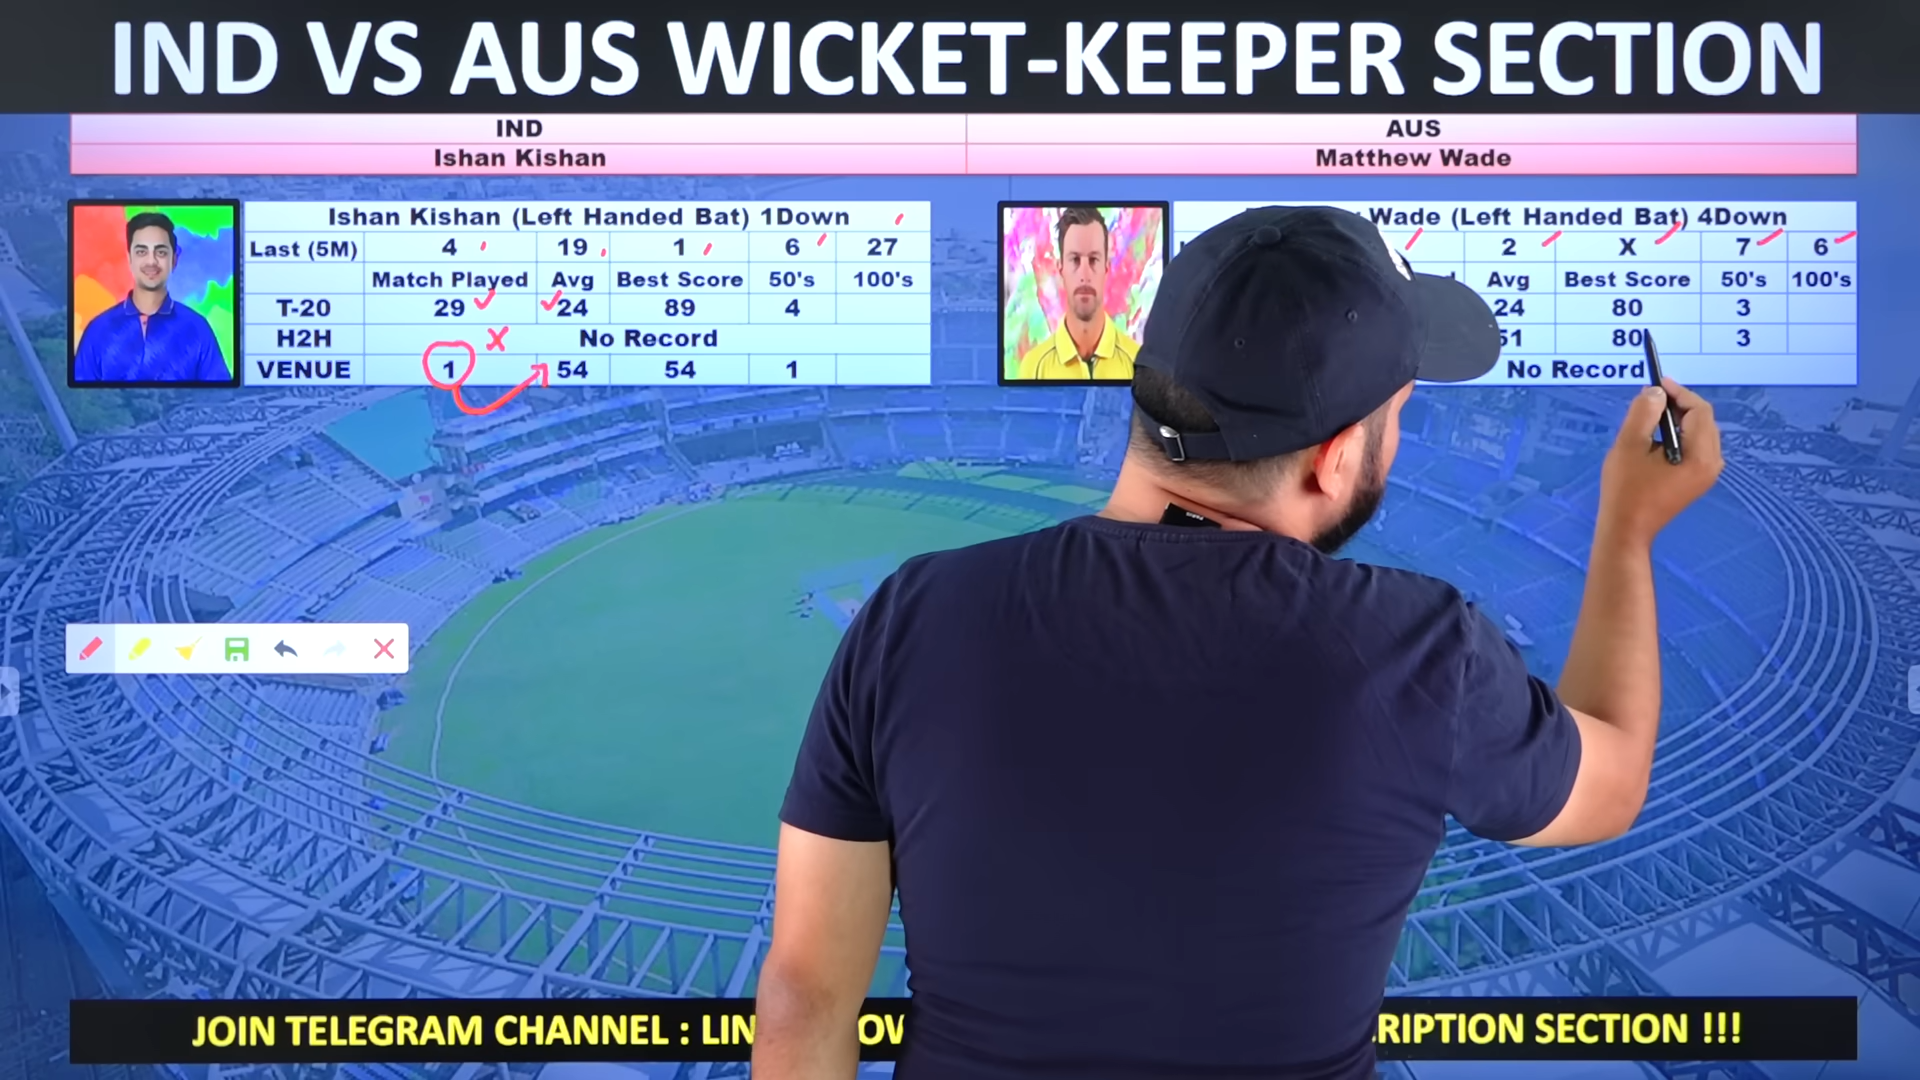 IND VS AUS WICKET-KEEPER SECTION
IND AUS
Ishan Kishan Matthew Wade
Ishan Kishan (Left Handed Bat) 1Down
Last (5M) 4 19 1 6 27
Match Played Avg Best Score 50's 100's
T-20 29 24 89 4
H2H No Record
VENUE 1 54 54 1
Wade (Left Handed Bat) 4Down
2 X 7 6
Avg Best Score 50's 100's
24 80 3
51 80 3
No Record
JOIN TELEGRAM CHANNEL : SECTION !!!